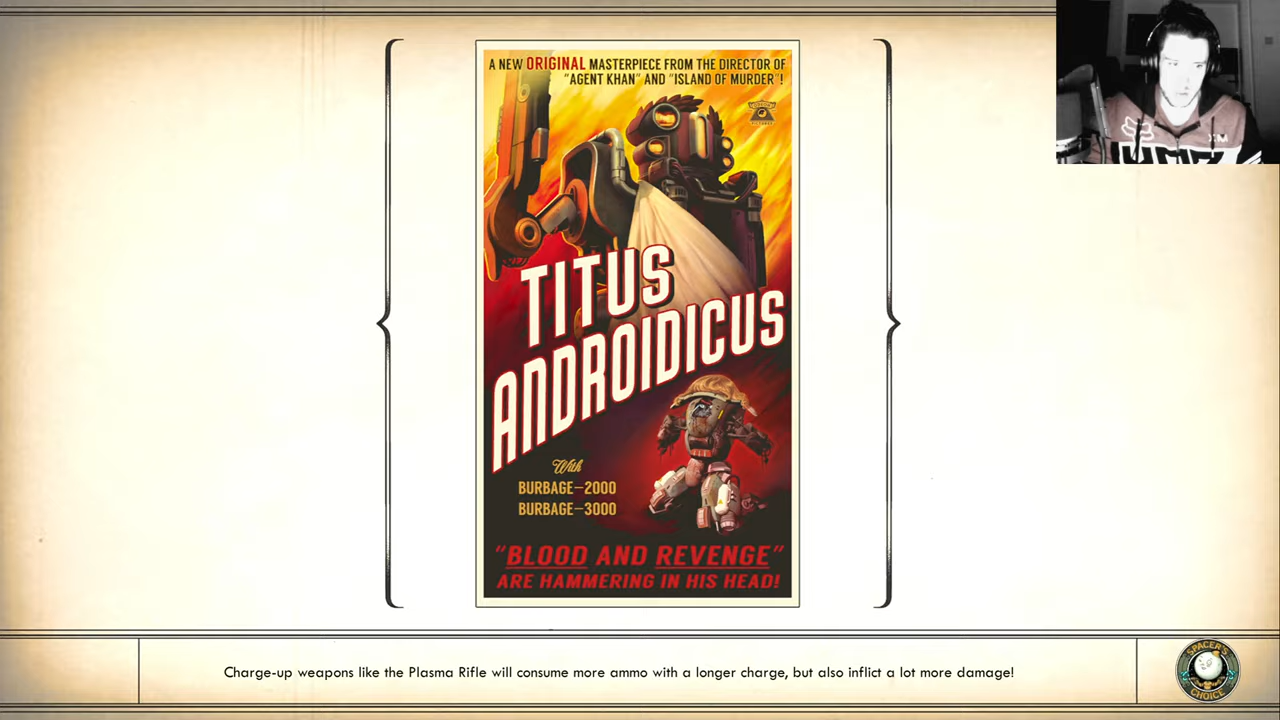 A NEW ORIGINAL MASTERPIECE FROM THE DIRECTOR OF
"AGENT KHAN" AND "ISLAND OF MURDER"!
TITUS
ANDROIDICUS
With
BURBAGE-2000
BURBAGE-3000
"BLOOD AND REVENGE"
ARE HAMMERING IN HIS HEAD!
Charge-up weapons like the Plasma Rifle will consume more ammo with a longer charge, but also inflict a lot more damage!
SPACER'S
CHOICE